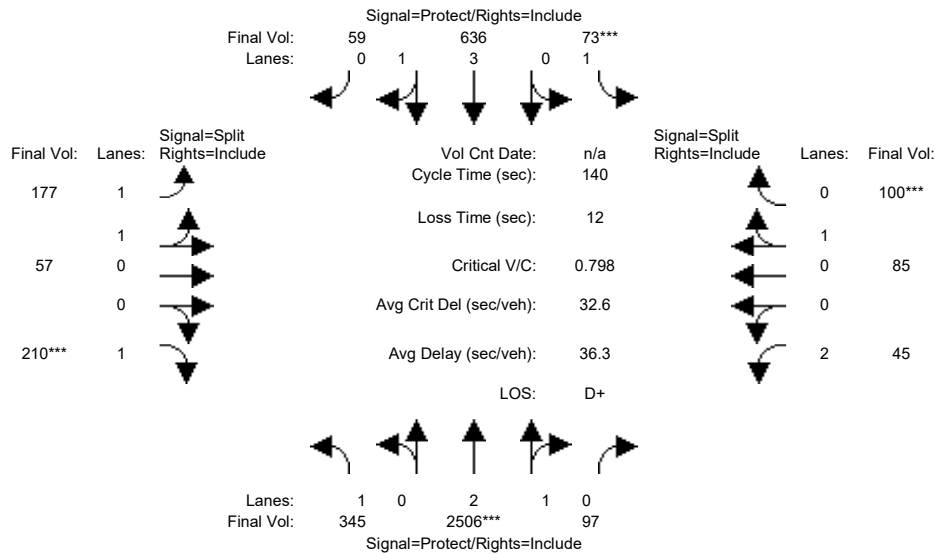 Signal=Protect/Rights=Include
Final Vol: 59 636 73***
Lanes: 0 1 3 0 1
Signal=Split Signal=Split
Final Vol: Lanes: Rights=Include Vol Cnt Date: n/a Rights=Include Lanes: Final Vol:
Cycle Time (sec): 140
177 1 0 100***
Loss Time (sec): 12
1 1
57 0 Critical V/C: 0.798 0 85
0 Avg Crit Del (sec/veh): 32.6 0
210*** 1 Avg Delay (sec/veh): 36.3 2 45
LOS: D+
Lanes: 1 0 2 1 0
Final Vol: 345 2506*** 97
Signal=Protect/Rights=Include